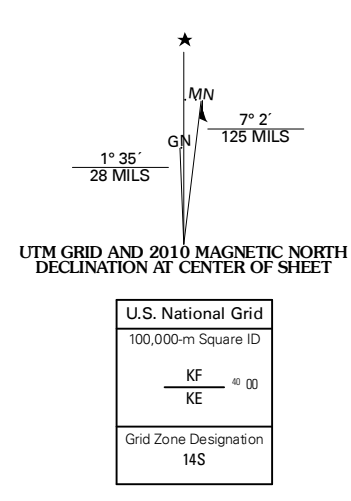 ★
MN
GN
7° 2´
125 MILS
1° 35´
28 MILS
UTM GRID AND 2010 MAGNETIC NORTH
DECLINATION AT CENTER OF SHEET
U.S. National Grid
100,000-m Square ID
KF
40 00
KE
Grid Zone Designation
14S